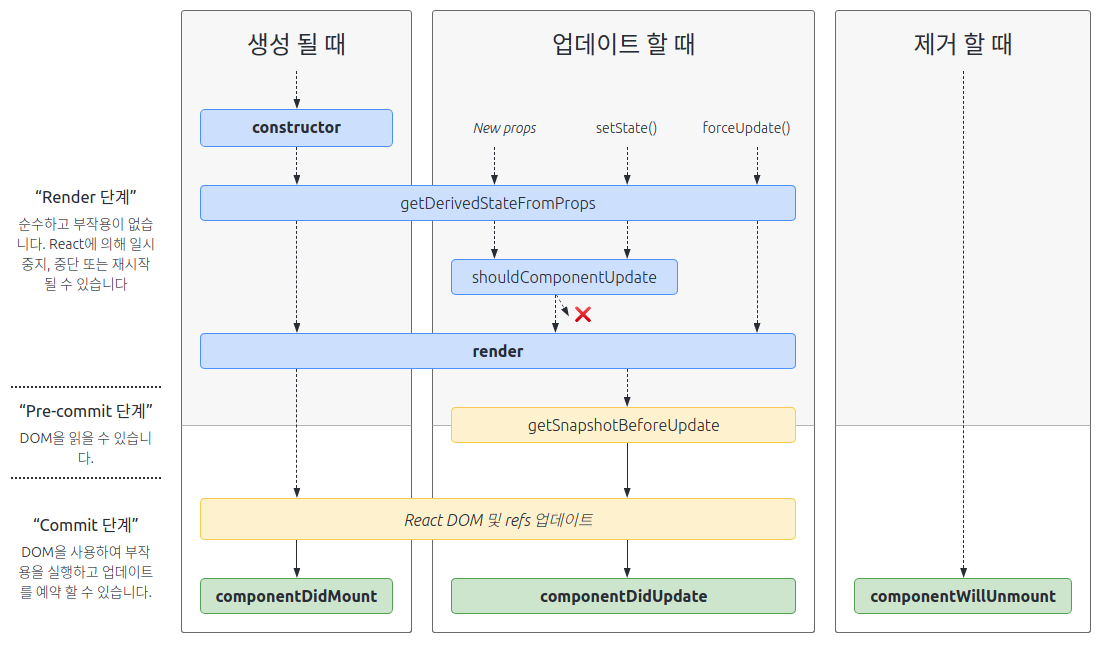 생성 될 때
업데이트 할 때
제거 할 때
constructor
New props
setState()
forceUpdate()
“Render 단계”
순수하고 부작용이 없습
니다. React에 의해 일시
중지, 중단 또는 재시작
될 수 있습니다
getDerivedStateFromProps
shouldComponentUpdate
render
“Pre-commit 단계”
DOM을 읽을 수 있습니
다.
getSnapshotBeforeUpdate
“Commit 단계”
DOM을 사용하여 부작
용을 실행하고 업데이트
를 예약 할 수 있습니다.
React DOM 및 refs 업데이트
componentDidMount
componentDidUpdate
componentWillUnmount